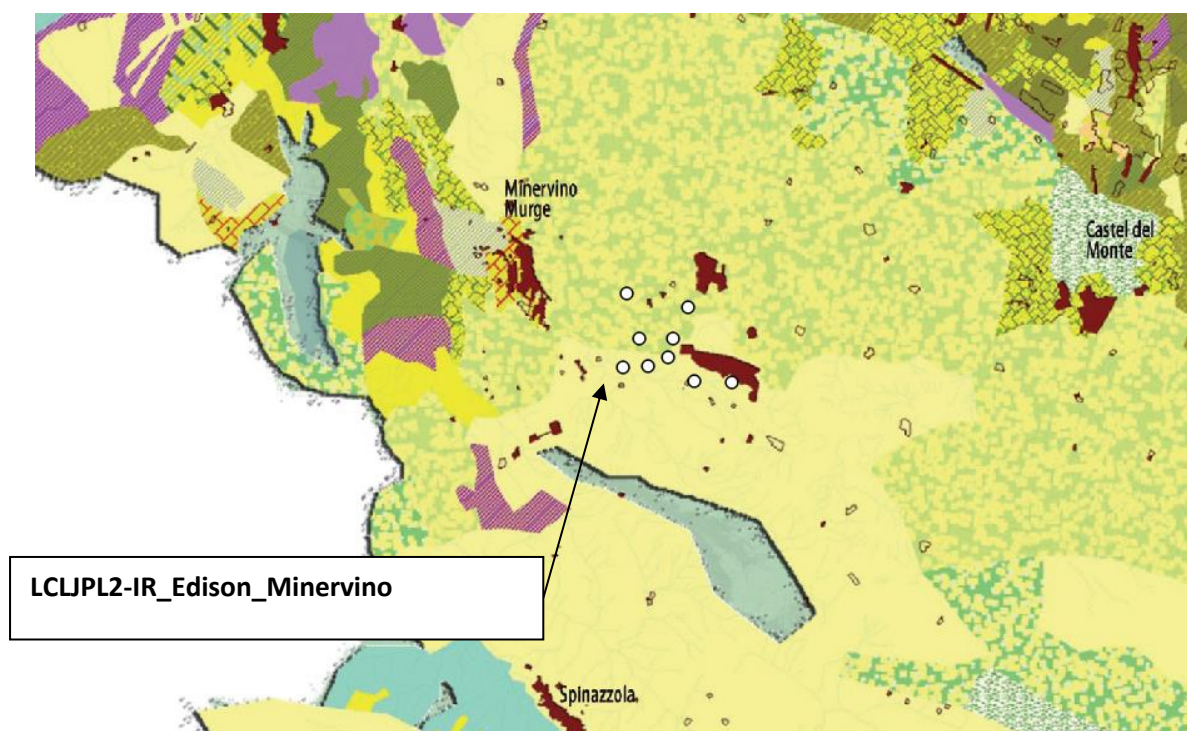 Minervino
Murge
Castel del
Monte
LCLJPL2-IR_Edison_Minervino
Spinazzola